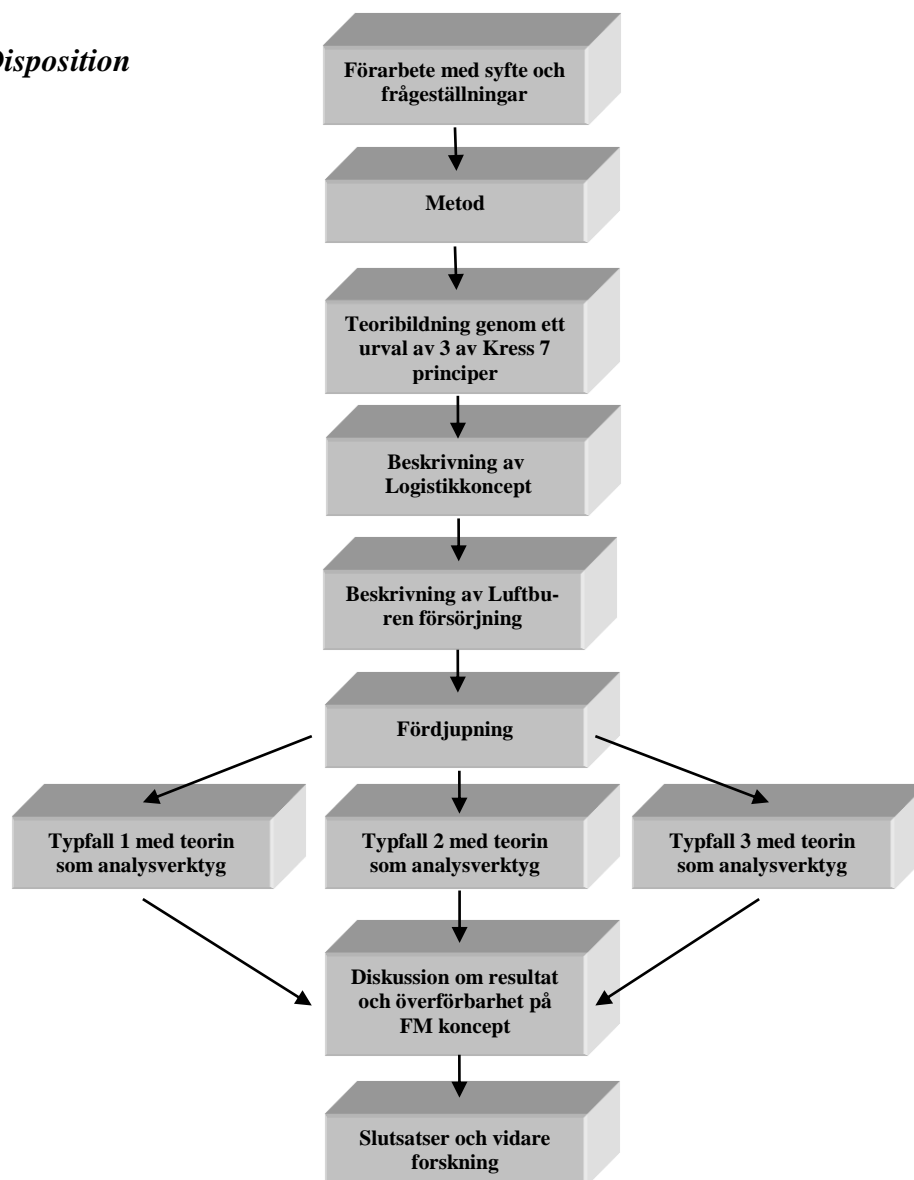 Disposition
Förarbete med syfte och
frågeställningar
Metod
Teoribildning genom ett
urval av 3 av Kress 7
principer
Beskrivning av
Logistikkoncept
Beskrivning av Luftbu-
ren försörjning
Fördjupning
Typfall 1 med teorin
som analysverktyg
Typfall 2 med teorin
som analysverktyg
Typfall 3 med teorin
som analysverktyg
Diskussion om resultat
och överförbarhet på
FM koncept
Slutsatser och vidare
forskning